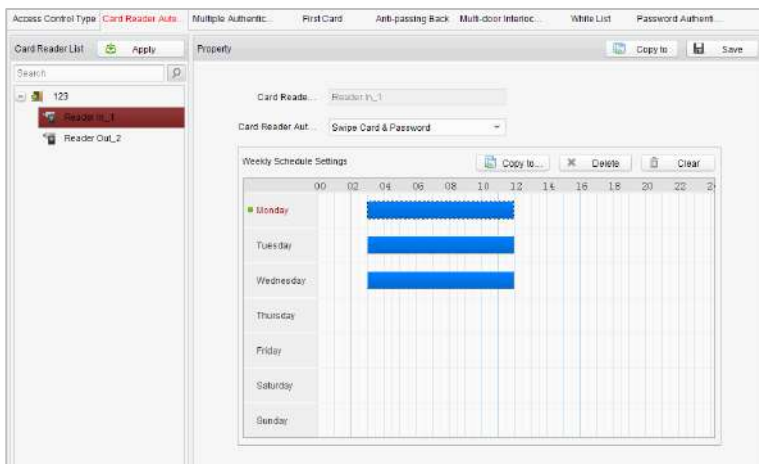 Access Control Type Card Reader Aute... Multiple Authentic... First Card Anti-passing Back Multi-door Interloc... White List Password Authenti...
Card Reader List Apply Property Copy to Save
Search
123
Card Reade... Reader In_1
Reader In_1
Card Reader Aut... Swipe Card & Password
Reader Out_2
Weekly Schedule Settings Copy to... Delete Clear
00 02 04 06 08 10 12 14 16 18 20 22 2
Monday
Tuesday
Wednesday
Thursday
Friday
Saturday
Sunday